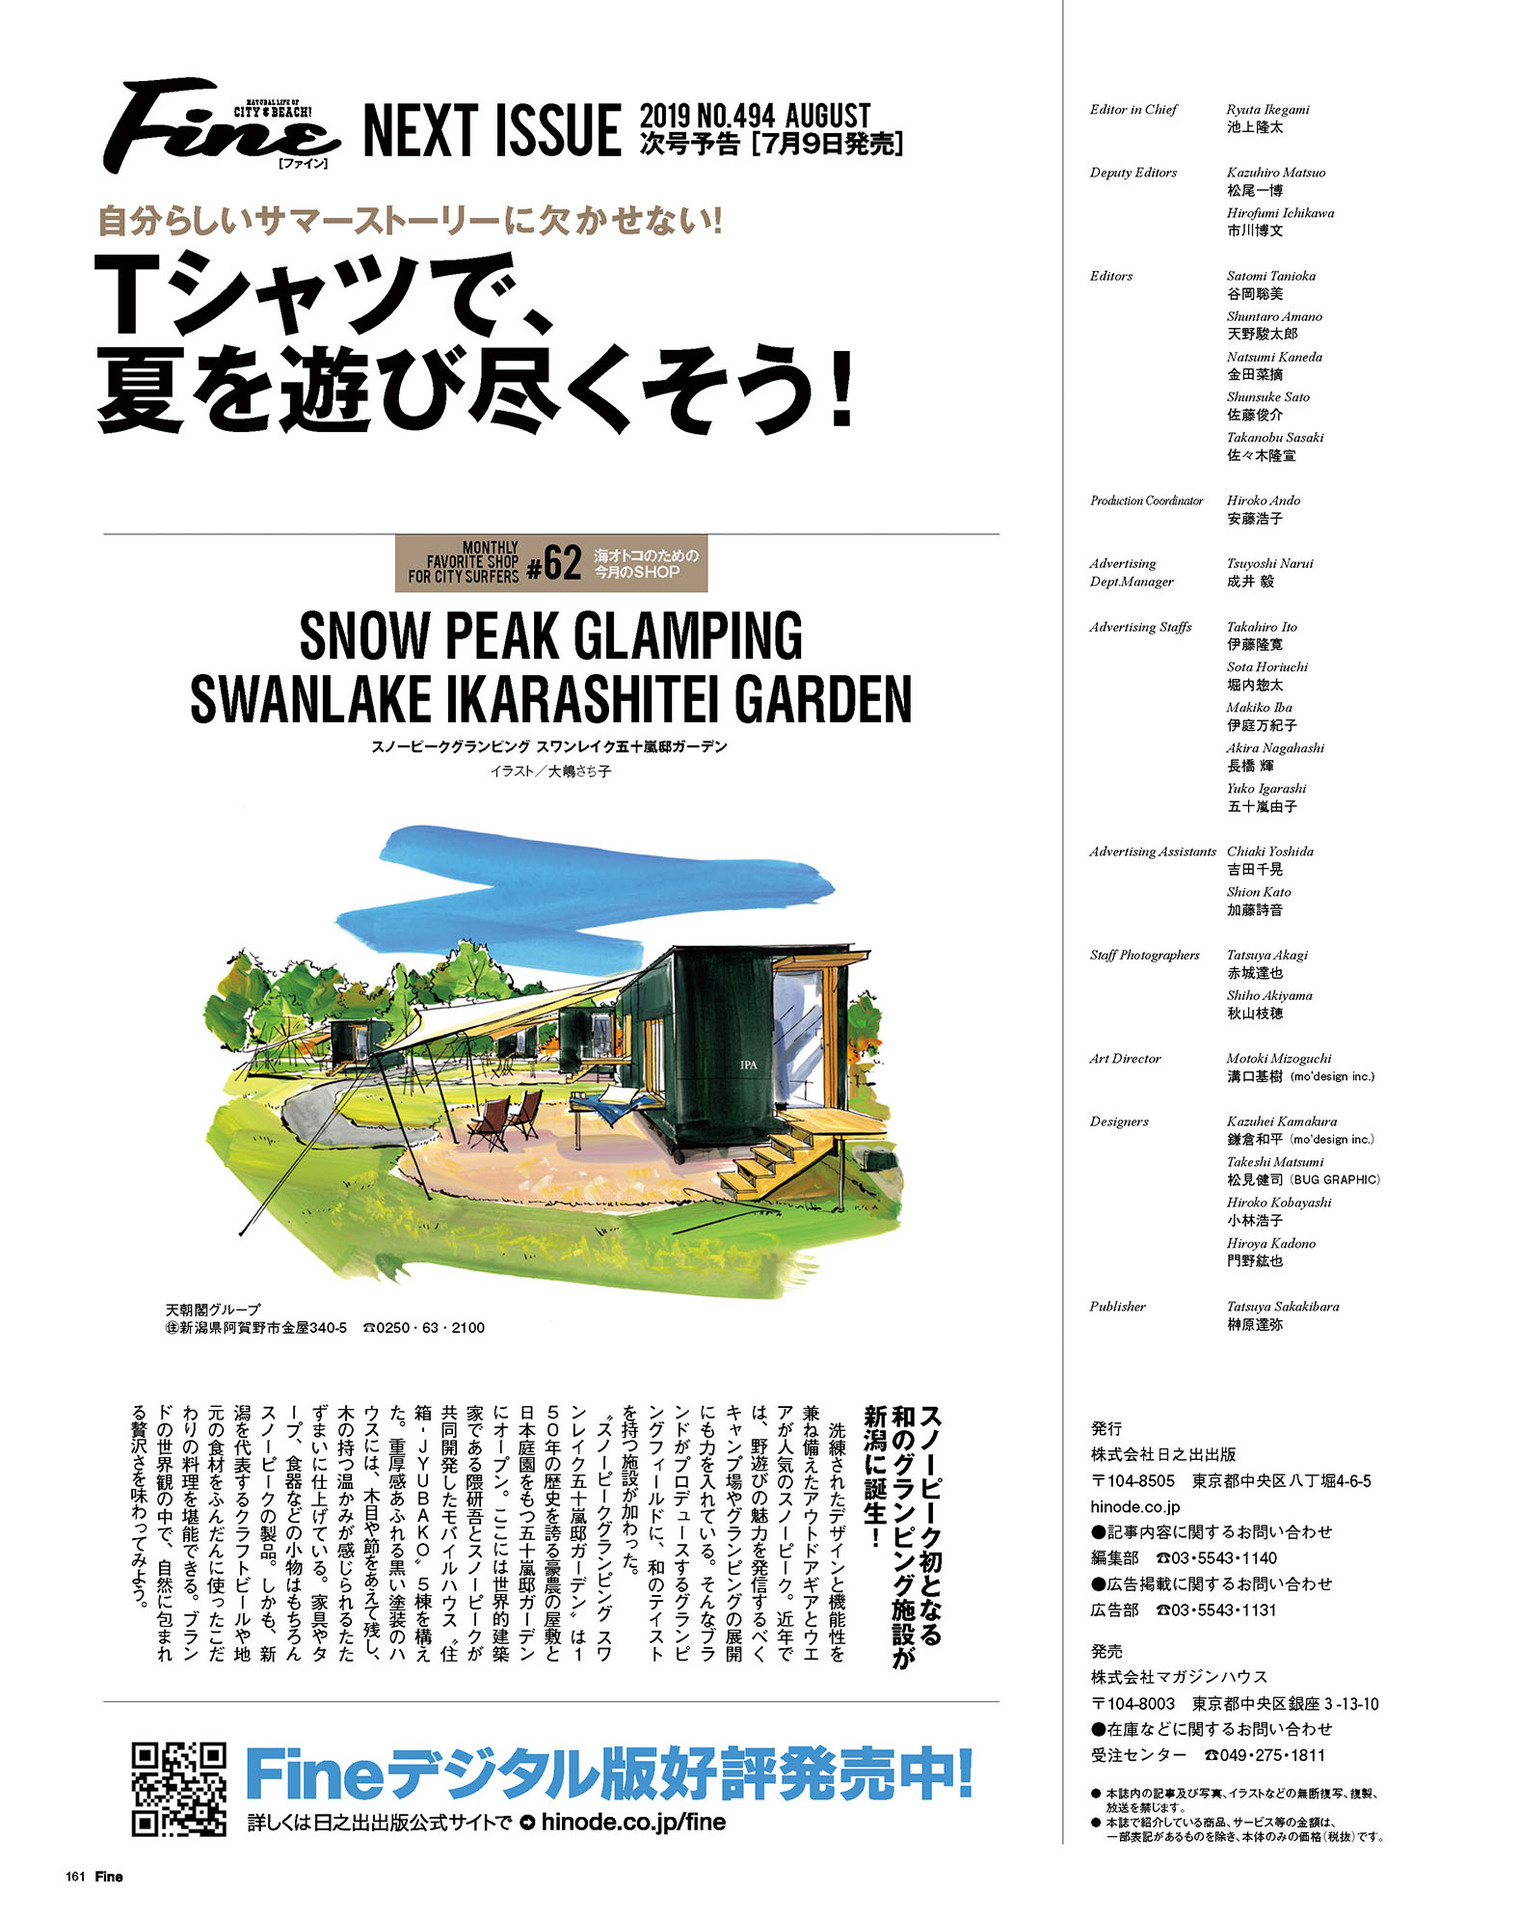 Fine
NATURAL LIFE OF
CITY & BEACH!
[ファイン]
NEXT ISSUE
2019 NO.494 AUGUST
次号予告 [7月9日発売]
自分らしいサマーストーリーに欠かせない!
Tシャツで、
夏を遊び尽くそう!
MONTHLY
FAVORITE SHOP
FOR CITY SURFERS
#62
海オトコのための
今月のSHOP
SNOW PEAK GLAMPING
SWANLAKE IKARASHITEI GARDEN
スノーピークグランピング スワンレイク五十嵐邸ガーデン
イラスト／大嶋さち子
IPA
天朝閣グループ
㊟新潟県阿賀野市金屋340-5　☎0250・63・2100
スノーピーク初となる
和のグランピング施設が
新潟に誕生！
洗練されたデザインと機能性を
兼ね備えたアウトドアギアとウエ
アが人気のスノーピーク。近年で
は、野遊びの魅力を発信するべく
キャンプ場やグランピングの展開
にも力を入れている。そんなブラ
ンドがプロデュースするグランピ
ングフィールドに、和のテイスト
を持つ施設が加わった。
〝スノーピークグランピング スワ
ンレイク五十嵐邸ガーデン〟は1
50年の歴史を誇る豪農の屋敷と
日本庭園をもつ五十嵐邸ガーデン
にオープン。ここには世界的建築
家である隈研吾とスノーピークが
共同開発したモバイルハウス〝住
箱-JYUBAKO〟5棟を構え
た。重厚感あふれる黒い塗装のハ
ウスには、木目や節をあえて残し、
木の持つ温かみが感じられるたた
ずまいに仕上げている。家具やタ
ープ、食器などの小物はもちろん
スノーピークの製品。しかも、新
潟を代表するクラフトビールや地
元の食材をふんだんに使ったこだ
わりの料理を堪能できる。ブラン
ドの世界観の中で、自然に包まれ
る贅沢さを味わってみよう。
Fineデジタル版好評発売中!
詳しくは日之出出版公式サイトで ➲ hinode.co.jp/fine
161 Fine
Editor in Chief Ryuta Ikegami
池上隆太
Deputy Editors Kazuhiro Matsuo
松尾一博
Hirofumi Ichikawa
市川博文
Editors Satomi Tanioka
谷岡聡美
Shuntaro Amano
天野駿太郎
Natsumi Kaneda
金田菜摘
Shunsuke Sato
佐藤俊介
Takanobu Sasaki
佐々木隆宣
Production Coordinator Hiroko Ando
安藤浩子
Advertising Tsuyoshi Narui
Dept.Manager 成井 毅
Advertising Staffs Takahiro Ito
伊藤隆寛
Sota Horiuchi
堀内惣太
Makiko Iba
伊庭万紀子
Akira Nagahashi
長橋 輝
Yuko Igarashi
五十嵐由子
Advertising Assistants Chiaki Yoshida
吉田千晃
Shion Kato
加藤詩音
Staff Photographers Tatsuya Akagi
赤城達也
Shiho Akiyama
秋山枝穂
Art Director Motoki Mizoguchi
溝口基樹 (mo'design inc.)
Designers Kazuhei Kamakura
鎌倉和平 (mo'design inc.)
Takeshi Matsumi
松見健司 (BUG GRAPHIC)
Hiroko Kobayashi
小林浩子
Hiroya Kadono
門野紘也
Publisher Tatsuya Sakakibara
榊原達弥
発行
株式会社日之出出版
〒104-8505　東京都中央区八丁堀4-6-5
hinode.co.jp
●記事内容に関するお問い合わせ
編集部　☎03・5543・1140
●広告掲載に関するお問い合わせ
広告部　☎03・5543・1131
発売
株式会社マガジンハウス
〒104-8003　東京都中央区銀座3-13-10
●在庫などに関するお問い合わせ
受注センター　☎049・275・1811
● 本誌内の記事及び写真、イラストなどの無断複写、複製、
放送を禁じます。
● 本誌で紹介している商品、サービス等の金額は、
一部表記があるものを除き、本体のみの価格（税抜）です。